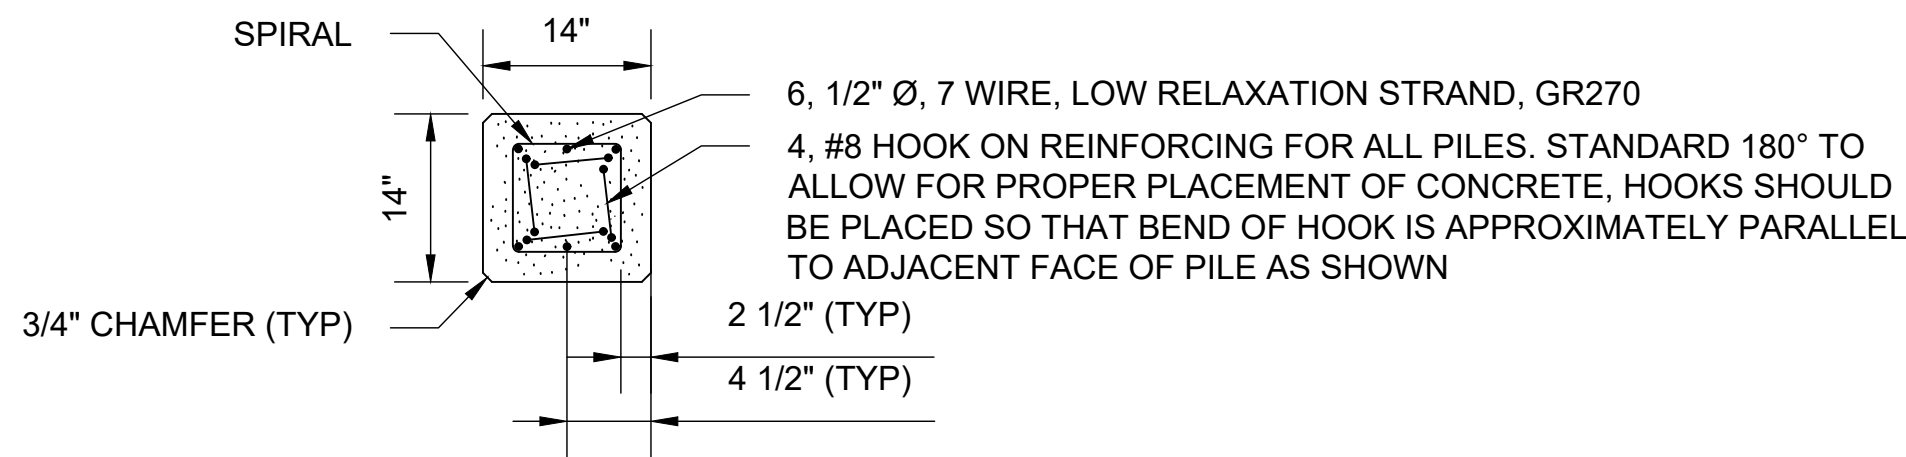 SPIRAL
14"
6, 1/2" Ø, 7 WIRE, LOW RELAXATION STRAND, GR270
4, #8 HOOK ON REINFORCING FOR ALL PILES. STANDARD 180° TO
ALLOW FOR PROPER PLACEMENT OF CONCRETE, HOOKS SHOULD
BE PLACED SO THAT BEND OF HOOK IS APPROXIMATELY PARALLEL
TO ADJACENT FACE OF PILE AS SHOWN
14"
3/4" CHAMFER (TYP)
2 1/2" (TYP)
4 1/2" (TYP)